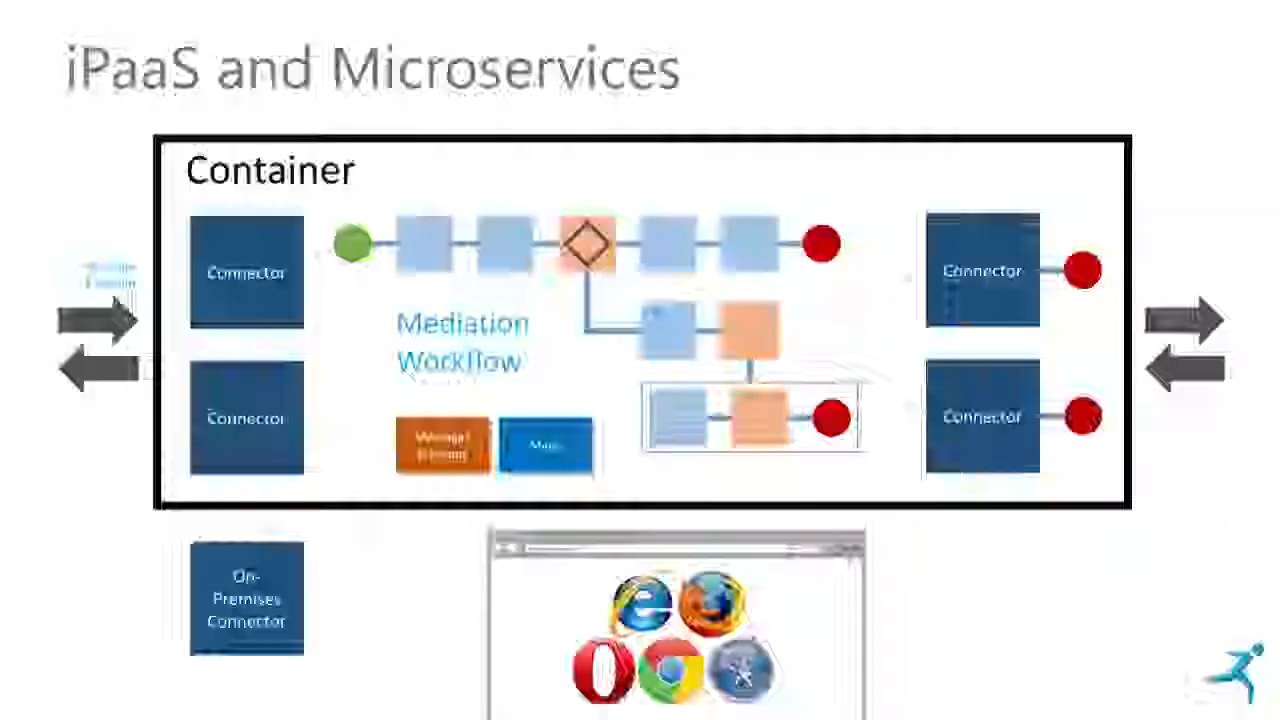 iPaaS and Microservices
Container
Connector
Connector
Mediation
Workflow
Connector
Connector
On-
Premises
Connector